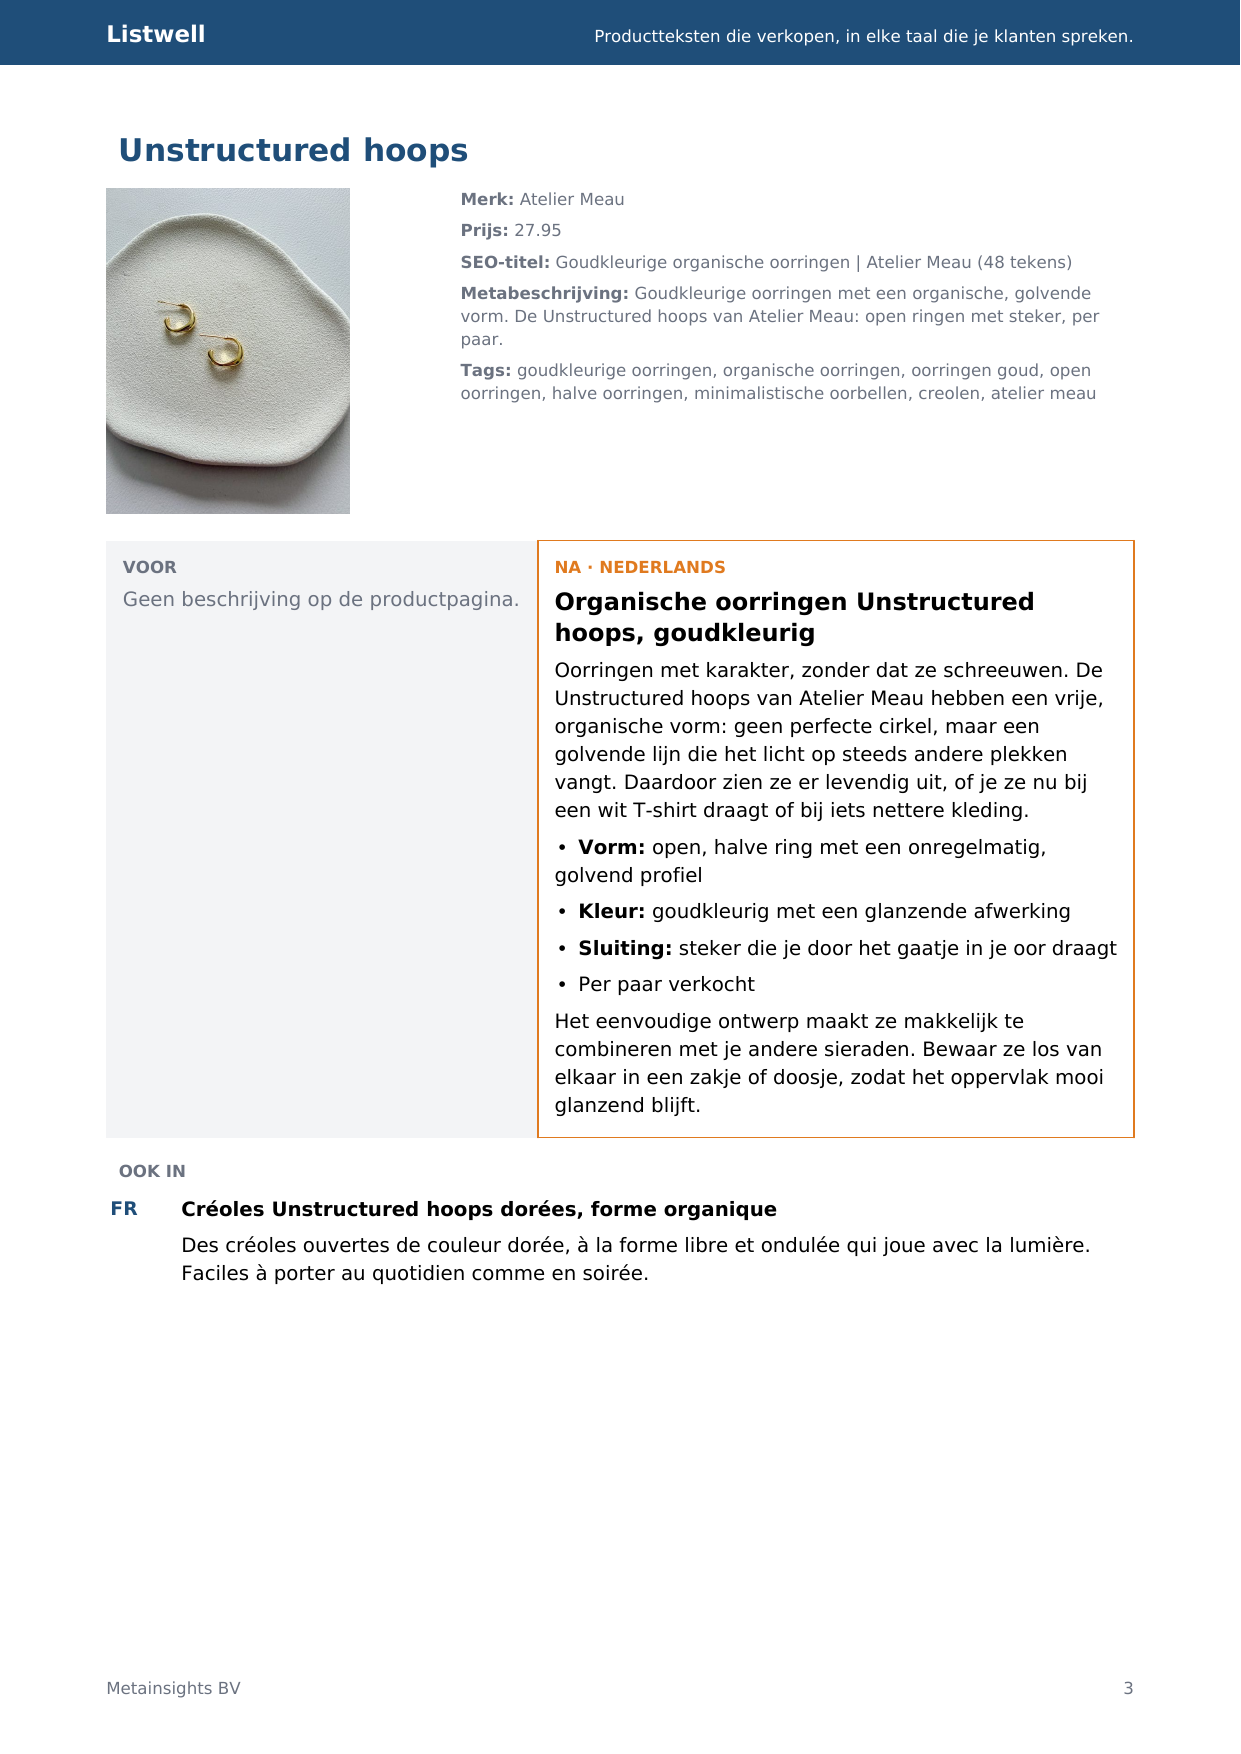 Listwell
Productteksten die verkopen, in elke taal die je klanten spreken.
Unstructured hoops
Merk: Atelier Meau
Prijs: 27.95
SEO-titel: Goudkleurige organische oorringen | Atelier Meau (48 tekens)
Metabeschrijving: Goudkleurige oorringen met een organische, golvende
vorm. De Unstructured hoops van Atelier Meau: open ringen met steker, per
paar.
Tags: goudkleurige oorringen, organische oorringen, oorringen goud, open
oorringen, halve oorringen, minimalistische oorbellen, creolen, atelier meau
VOOR
Geen beschrijving op de productpagina.
NA · NEDERLANDS
Organische oorringen Unstructured
hoops, goudkleurig
Oorringen met karakter, zonder dat ze schreeuwen. De
Unstructured hoops van Atelier Meau hebben een vrije,
organische vorm: geen perfecte cirkel, maar een
golvende lijn die het licht op steeds andere plekken
vangt. Daardoor zien ze er levendig uit, of je ze nu bij
een wit T-shirt draagt of bij iets nettere kleding.
• Vorm: open, halve ring met een onregelmatig,
golvend profiel
• Kleur: goudkleurig met een glanzende afwerking
• Sluiting: steker die je door het gaatje in je oor draagt
• Per paar verkocht
Het eenvoudige ontwerp maakt ze makkelijk te
combineren met je andere sieraden. Bewaar ze los van
elkaar in een zakje of doosje, zodat het oppervlak mooi
glanzend blijft.
OOK IN
FR
Créoles Unstructured hoops dorées, forme organique
Des créoles ouvertes de couleur dorée, à la forme libre et ondulée qui joue avec la lumière.
Faciles à porter au quotidien comme en soirée.
Metainsights BV
3